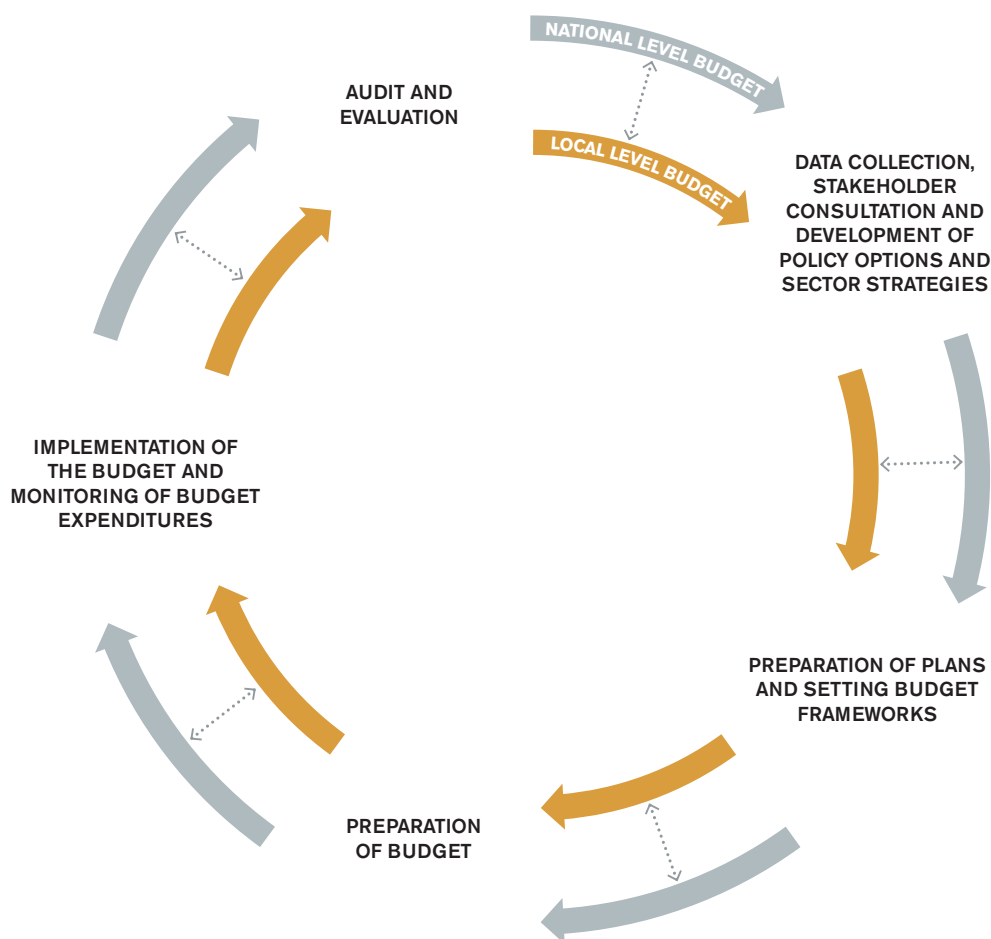 NATIONAL LEVEL BUDGET
LOCAL LEVEL BUDGET
AUDIT AND
EVALUATION
DATA COLLECTION,
STAKEHOLDER
CONSULTATION AND
DEVELOPMENT OF
POLICY OPTIONS AND
SECTOR STRATEGIES
PREPARATION OF PLANS
AND SETTING BUDGET
FRAMEWORKS
PREPARATION
OF BUDGET
IMPLEMENTATION OF
THE BUDGET AND
MONITORING OF BUDGET
EXPENDITURES